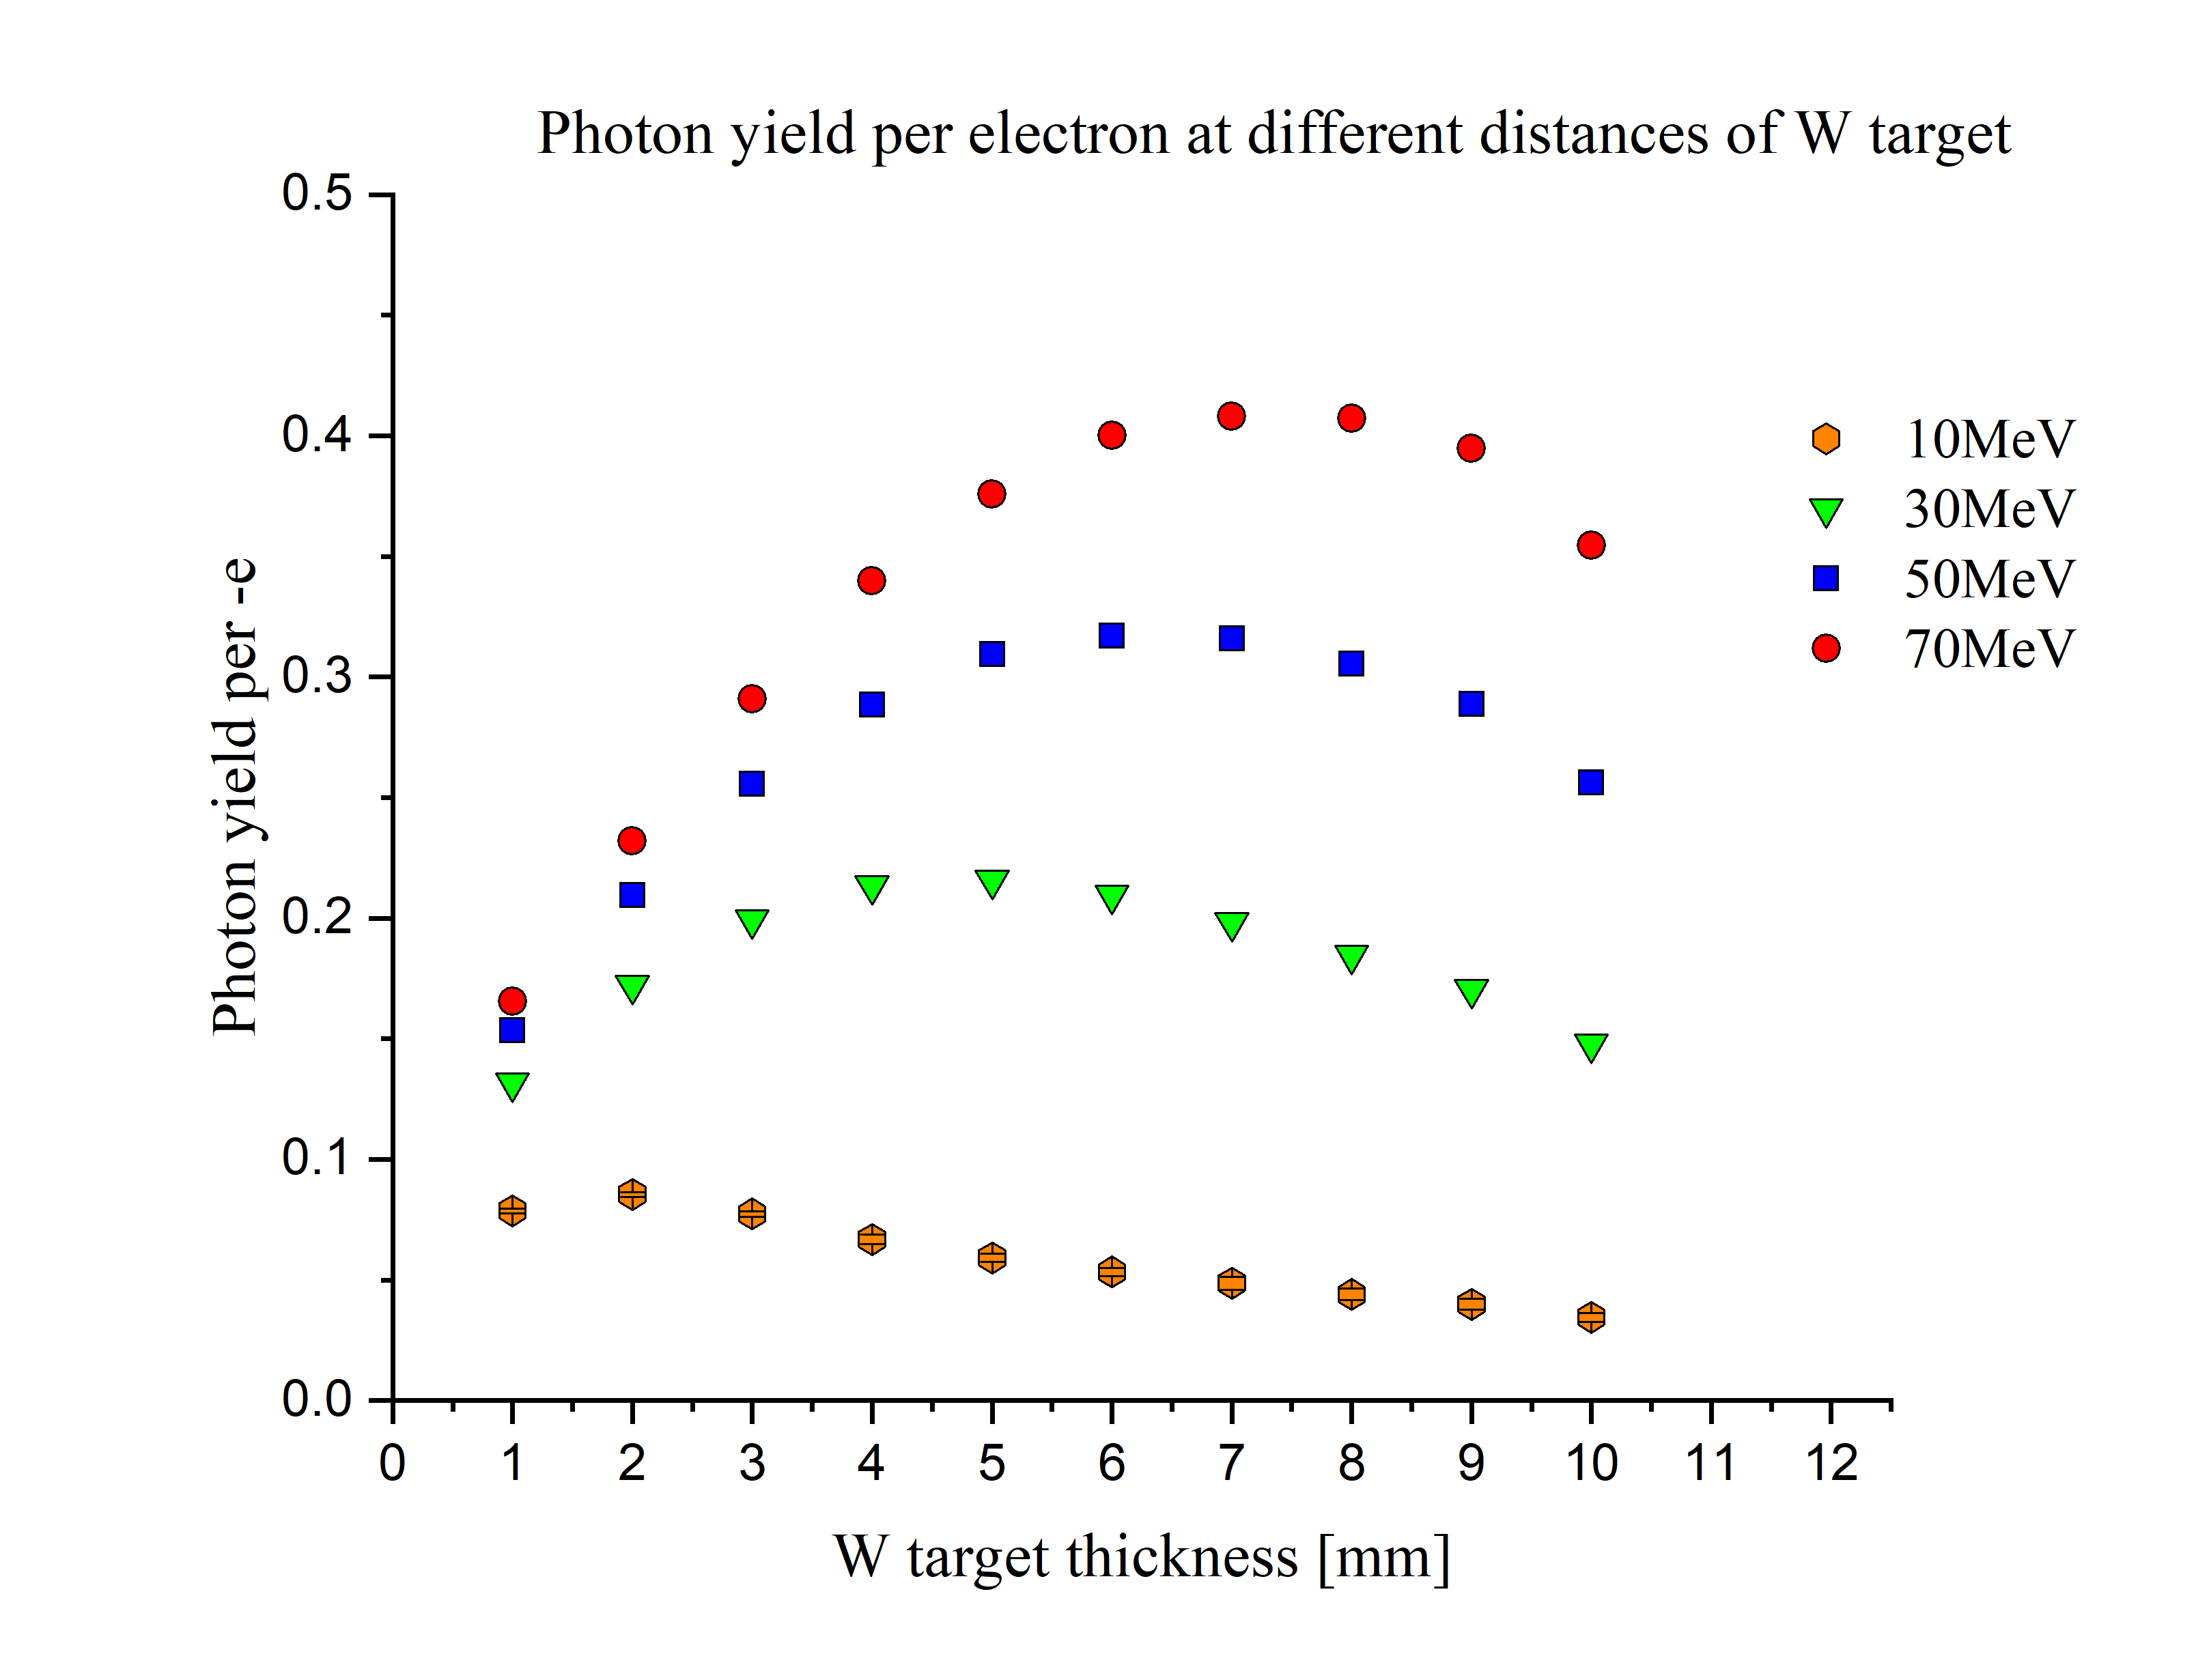 Photon yield per electron at different distances of W target
0.5
0.4
0.3
0.2
0.1
0.0
Photon yield per -e
10MeV
30MeV
50MeV
70MeV
0 1 2 3 4 5 6 7 8 9 10 11 12
W target thickness [mm]